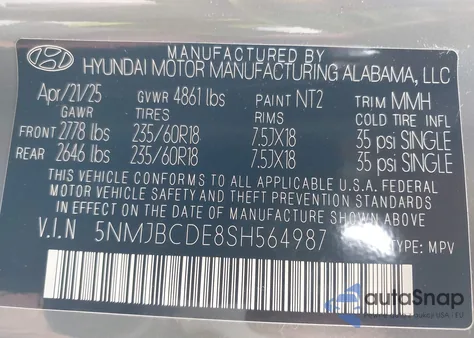 MANUFACTURED BY
HYUNDAI MOTOR MANUFACTURING ALABAMA, LLC
Apr/21/25 GVWR 4861 lbs PAINT NT2 TRIM MMH
GAWR TIRES RIMS COLD TIRE INFL
FRONT 2778 lbs 235/60R18 7.5JX18 35 psi SINGLE
REAR 2646 lbs 235/60R18 7.5JX18 35 psi SINGLE
THIS VEHICLE CONFORMS TO ALL APPLICABLE U.S.A. FEDERAL
MOTOR VEHICLE SAFETY AND THEFT PREVENTION STANDARDS
IN EFFECT ON THE DATE OF MANUFACTURE SHOWN ABOVE.
V.I.N 5NMJBCDE8SH564987 TYPE: MPV
autoSnap